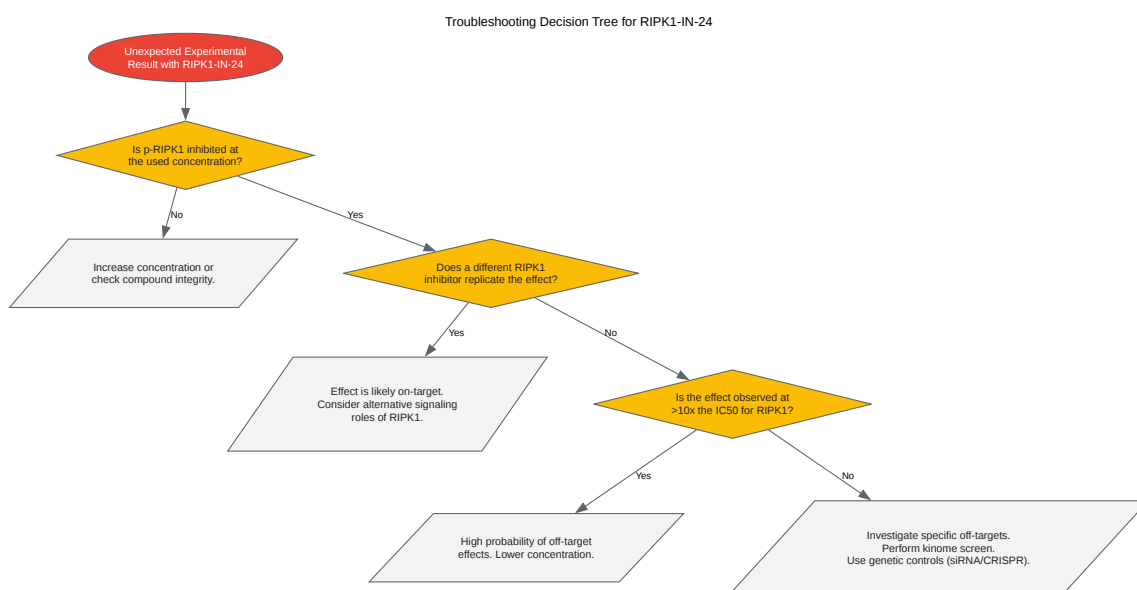 Troubleshooting Decision Tree for RIPK1-IN-24
Unexpected Experimental
Result with RIPK1-IN-24
Is p-RIPK1 inhibited at
the used concentration?
No
Yes
Increase concentration or
check compound integrity.
Does a different RIPK1
inhibitor replicate the effect?
Yes
No
Effect is likely on-target.
Consider alternative signaling
roles of RIPK1.
Is the effect observed at
>10x the IC50 for RIPK1?
Yes
No
High probability of off-target
effects. Lower concentration.
Investigate specific off-targets.
Perform kinome screen.
Use genetic controls (siRNA/CRISPR).